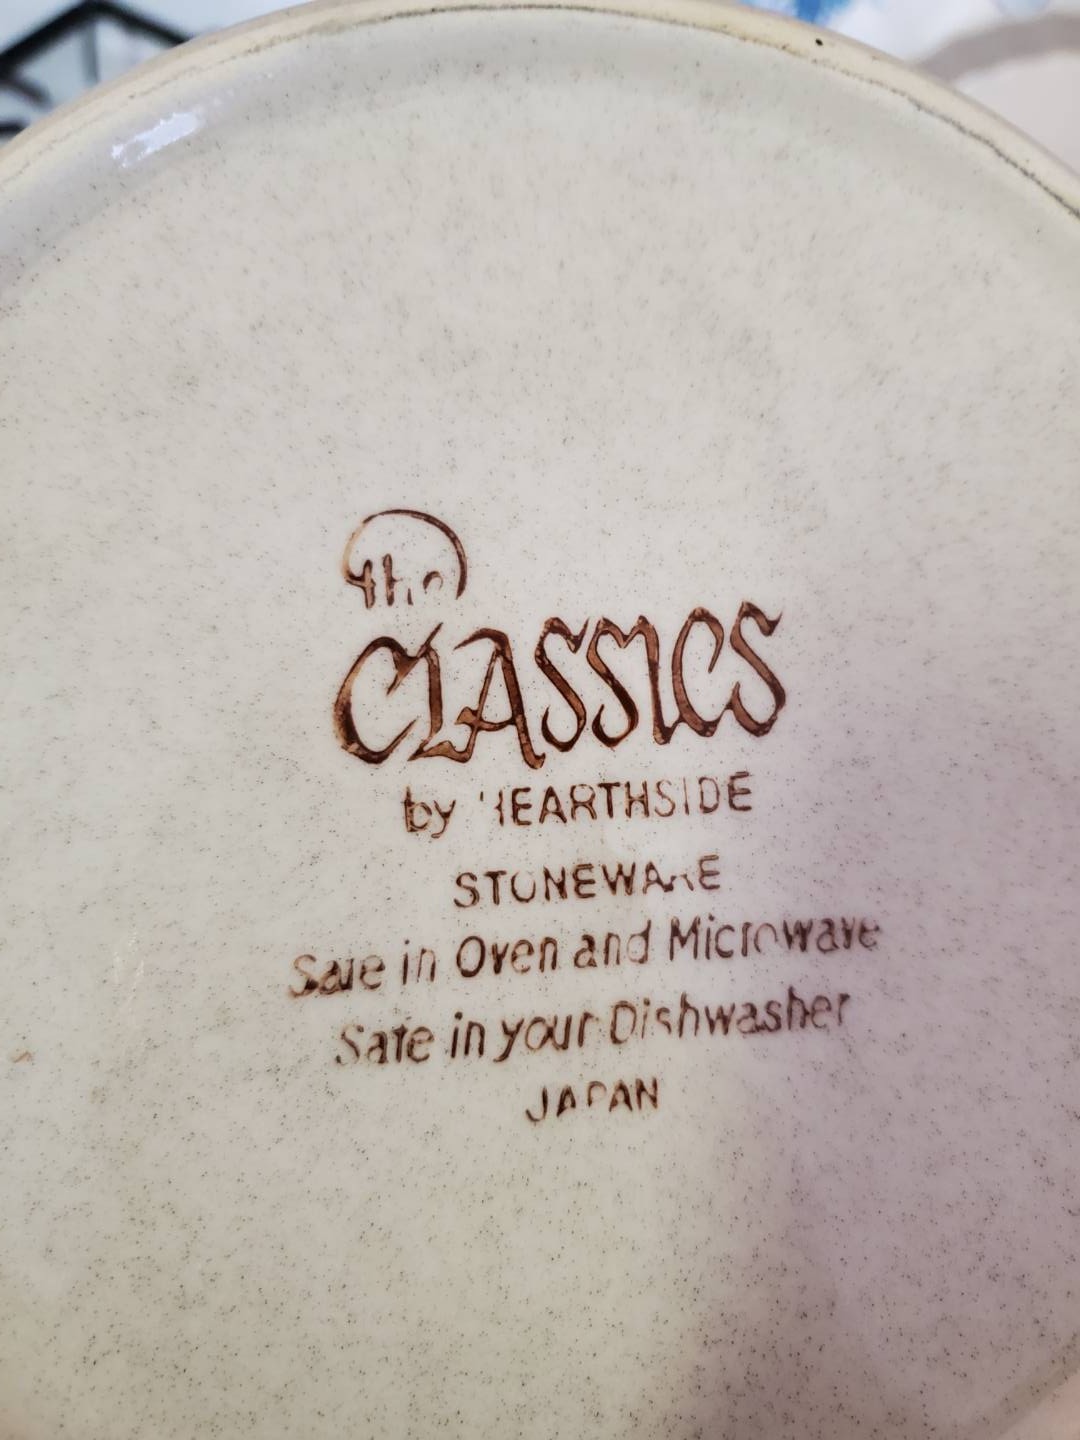 the
CLASSICS
by HEARTHSIDE
STONEWARE
Safe in Oven and Microwave
Safe in your Dishwasher
JAPAN